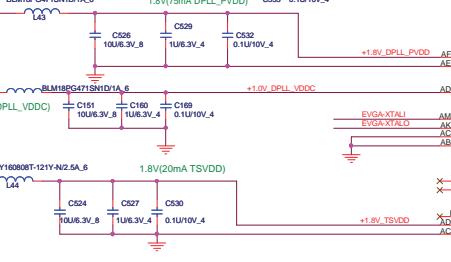 1.8V(75mA DPLL_PVDD)
L43
C526
10U/6.3V_8
C529
1U/6.3V_4
C532
0.1U/10V_4
+1.8V_DPLL_PVDD
AF
AE
BLM18PG471SN1D/1A_6
+1.0V_DPLL_VDDC
AD
DPLL_VDDC)
C151
10U/6.3V_8
C160
1U/6.3V_4
C169
0.1U/10V_4
EVGA-XTALI
AM
EVGA-XTALO
AK
AC
AB
Y160808T-121Y-N/2.5A_6
1.8V(20mA TSVDD)
L44
C524
10U/6.3V_8
C527
1U/6.3V_4
C530
0.1U/10V_4
+1.8V_TSVDD
AD
AC